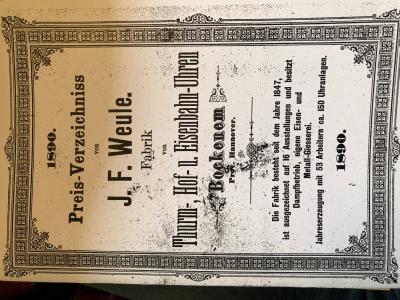 1890.
Preis-Verzeichniss
von
J. F. Weule.
Fabrik
von
Thurm- Hof- u. Eisenbahn-Uhren
Bockenem
Prov. Hannover.
Die Fabrik besteht seit dem Jahre 1847,
ist ausgezeichnet auf 16 Ausstellungen und besitzt
Dampfbetrieb, eigene Eisen- und
Metall-Giesserei.
Jahreserzeugung mit 53 Arbeitern ca. 150 Uhranlagen.
1890.